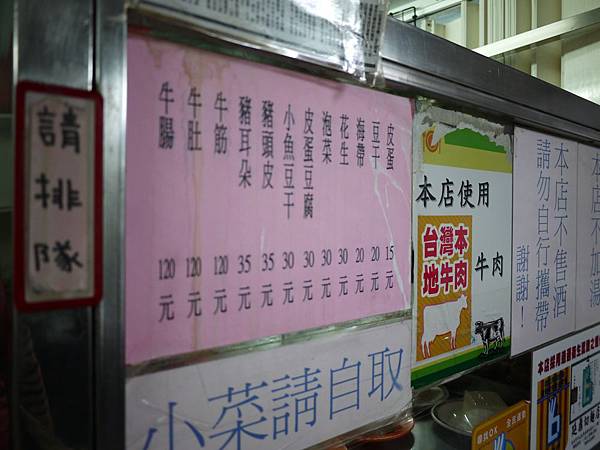 請排隊
皮蛋 15元
豆干 20元
海帶 20元
花生 30元
泡菜 30元
皮蛋豆腐 30元
小魚豆干 30元
豬頭皮 35元
豬耳朵 35元
牛筋 120元
牛肚 120元
牛腸 120元
小菜請自取
本店使用
台灣本
地牛肉
牛肉
本店不售酒
請勿自行攜帶
謝謝!
本店不加湯